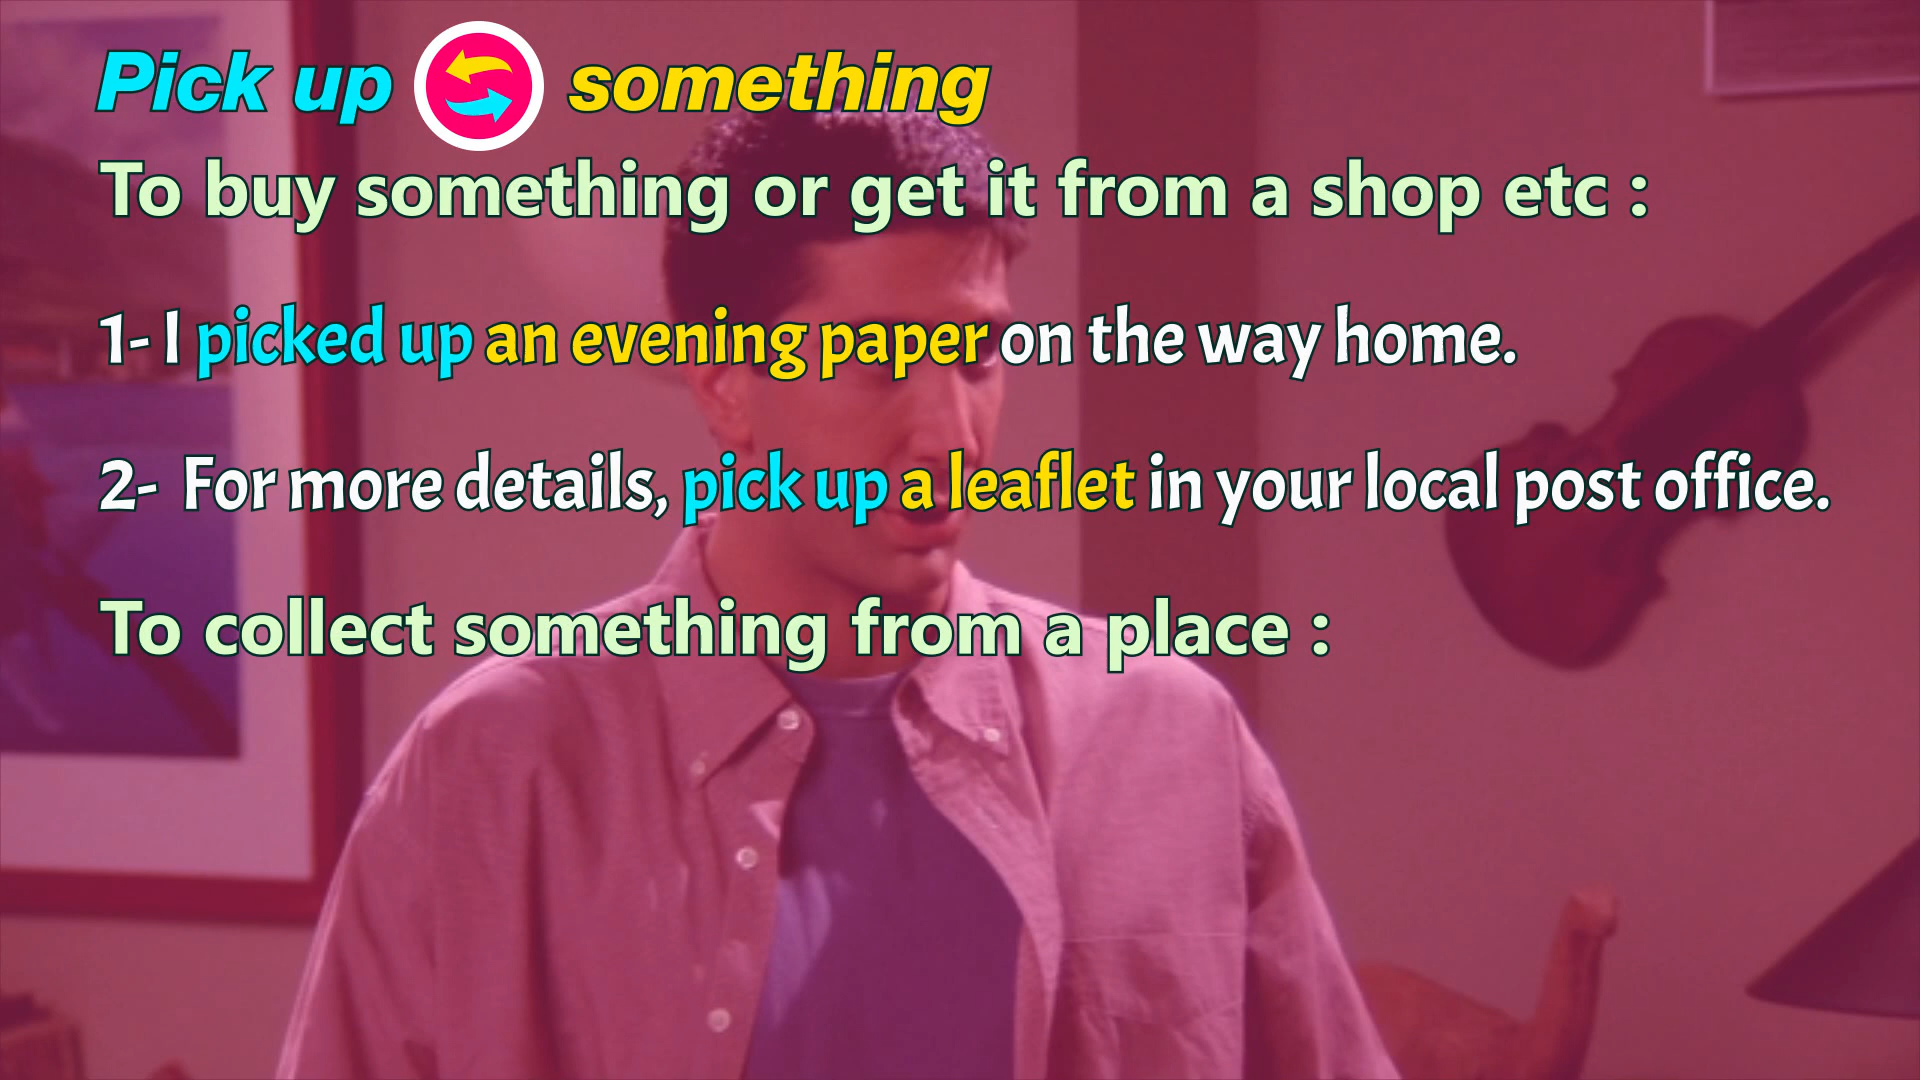 Pick up something
To buy something or get it from a shop etc :
1- I picked up an evening paper on the way home.
2- For more details, pick up a leaflet in your local post office.
To collect something from a place :